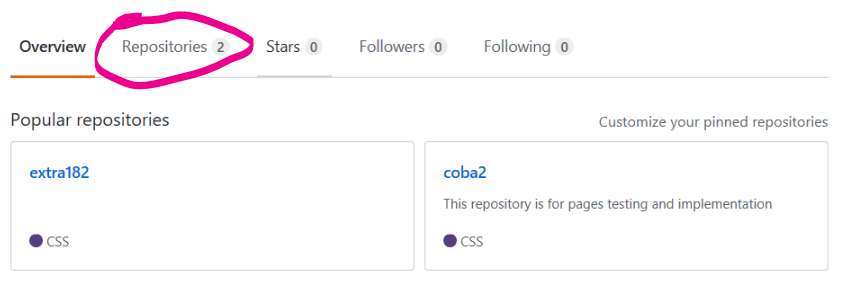 Overview Repositories 2 Stars 0 Followers 0 Following 0
Popular repositories Customize your pinned repositories
extra182
CSS
coba2
This repository is for pages testing and implementation
CSS